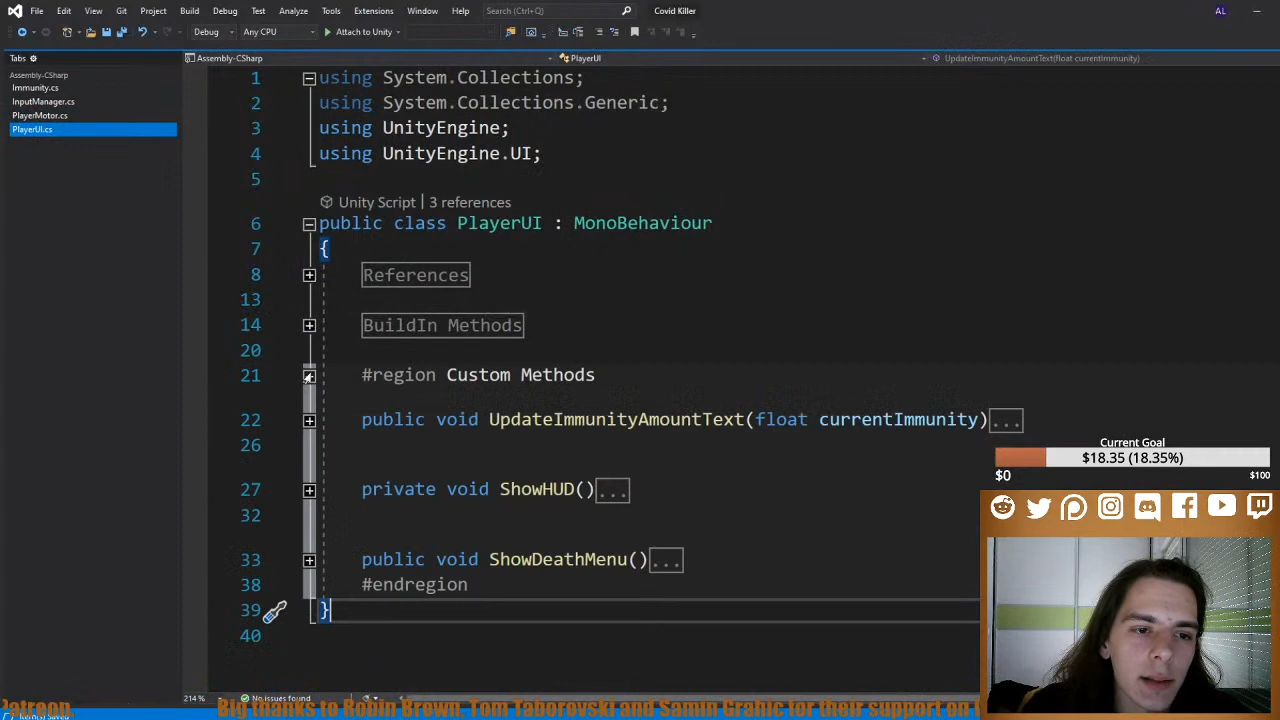 File Edit View Git Project Build Debug Test Analyze Tools Extensions Window Help Search (Ctrl+Q) Covid Killer AL
Debug Any CPU Attach to Unity
Tabs
Assembly-CSharp PlayerUI UpdateImmunityAmountText(float currentImmunity)
Assembly-CSharp
Immunity.cs
InputManager.cs
PlayerMotor.cs
PlayerUI.cs
1 using System.Collections;
2 using System.Collections.Generic;
3 using UnityEngine;
4 using UnityEngine.UI;
5
Unity Script | 3 references
6 public class PlayerUI : MonoBehaviour
7 {
8 References
13
14 BuildIn Methods
20
21 #region Custom Methods
22 public void UpdateImmunityAmountText(float currentImmunity)...
26
27 private void ShowHUD()...
32
33 public void ShowDeathMenu()...
38 #endregion
39 }
40
Current Goal
$18.35 (18.35%)
$0 $100
214 % No issues found
Patreon. Big thanks to Robin Brown, Tom Taborovski and Samin Grahic for their support on
Saved